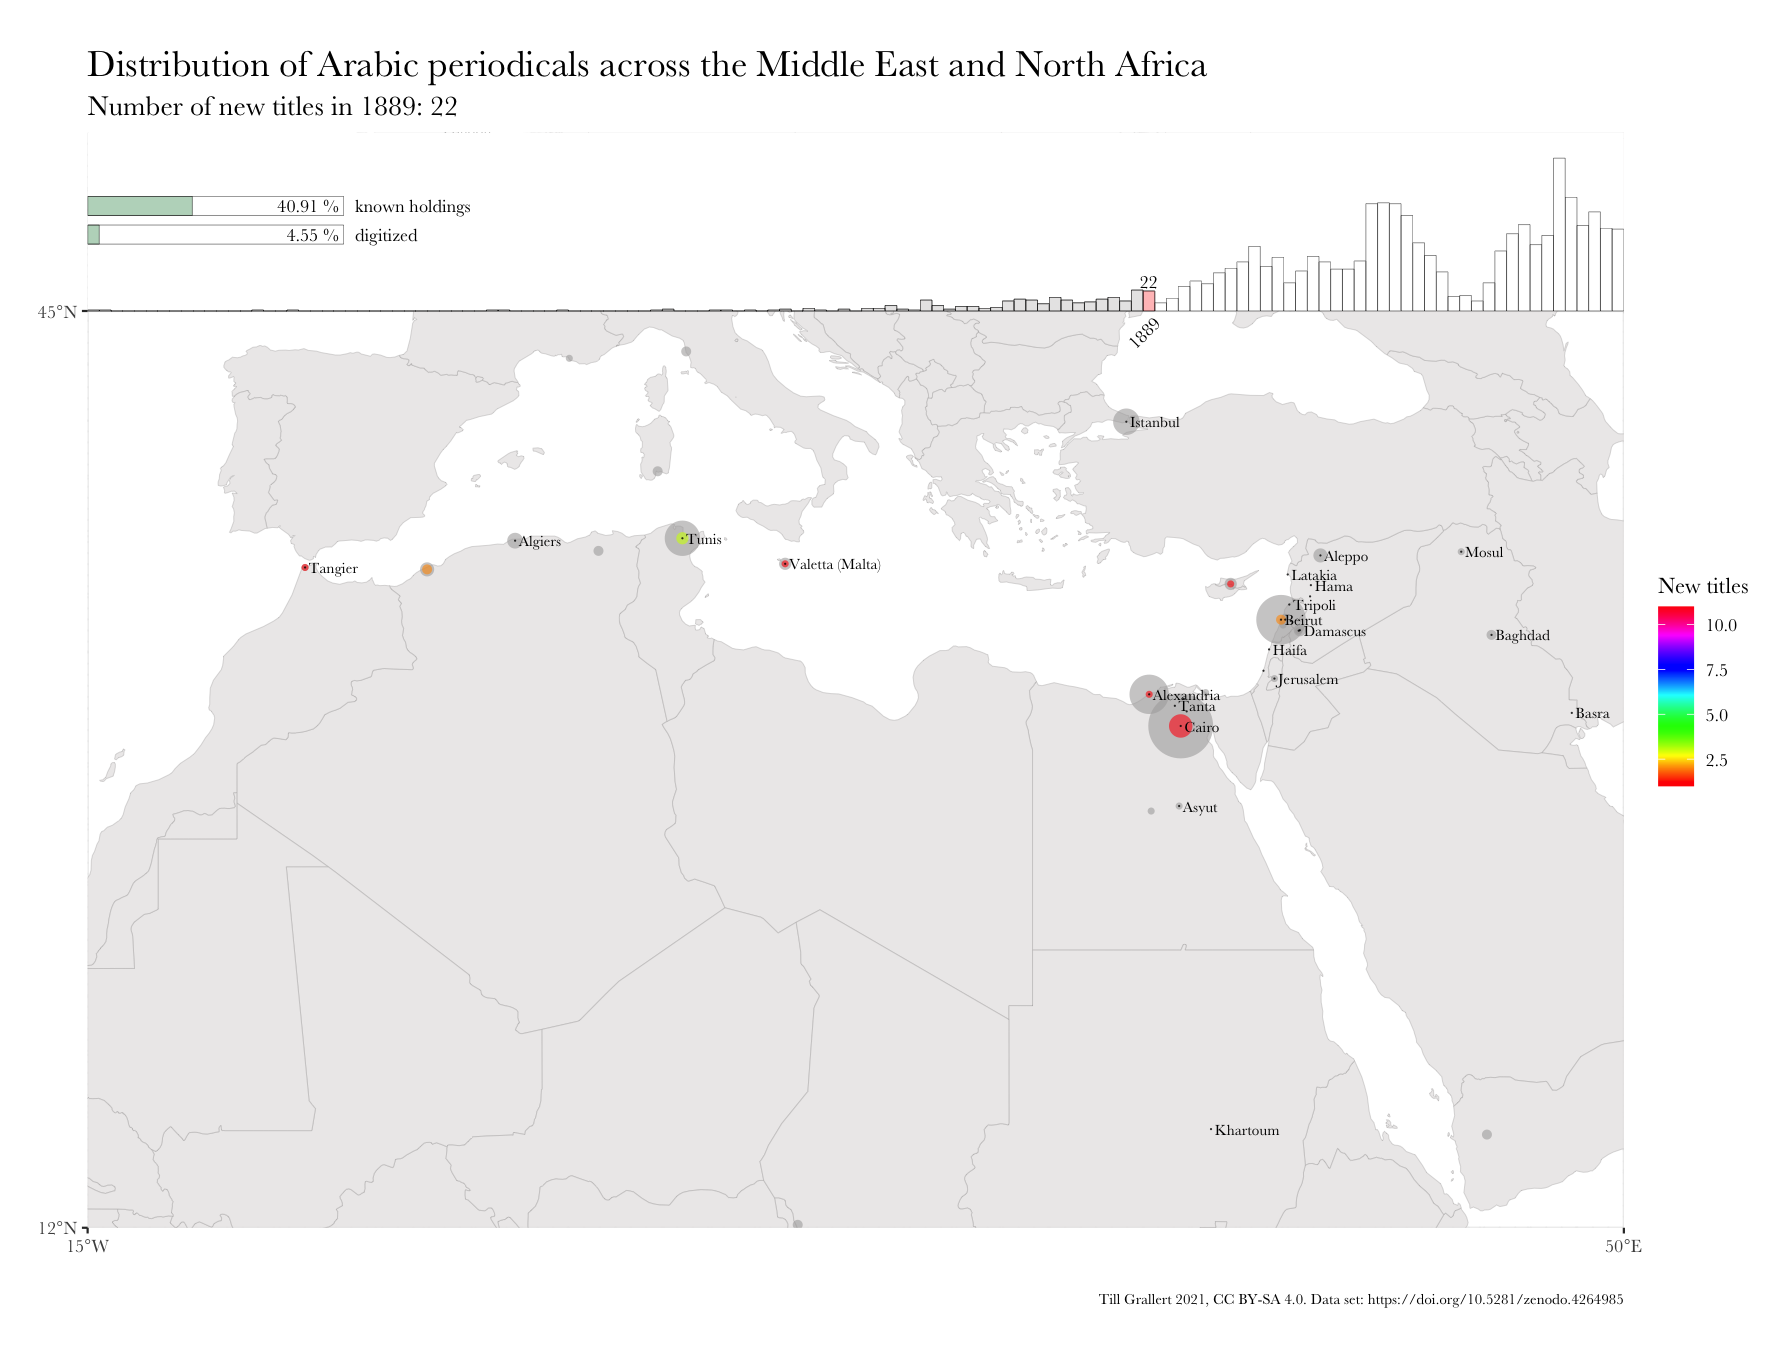 Distribution of Arabic periodicals across the Middle East and North Africa
Number of new titles in 1889: 22
40.91 % known holdings
4.55 % digitized
22
1889
45°N
Istanbul
Algiers
Tunis
Tangier
Valetta (Malta)
Aleppo
Mosul
Latakia
Hama
Tripoli
Beirut
Damascus
Baghdad
Haifa
Jerusalem
Alexandria
Tanta
Cairo
Basra
Asyut
Khartoum
New titles
10.0
7.5
5.0
2.5
12°N
15°W
50°E
Till Grallert 2021, CC BY-SA 4.0. Data set: https://doi.org/10.5281/zenodo.4264985